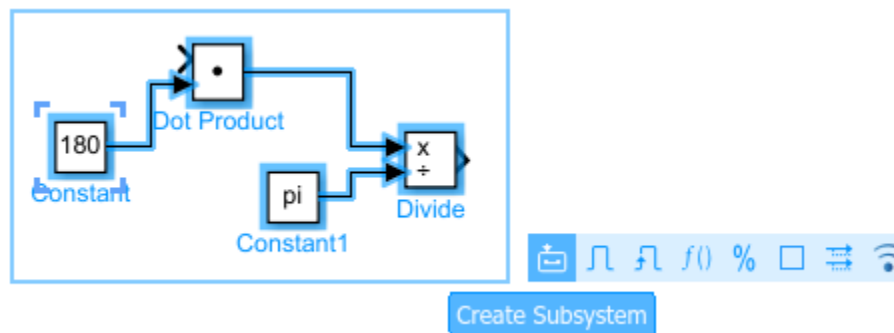 Dot Product
180
Constant
pi
Constant1
x
÷
Divide
f()
%
Create Subsystem